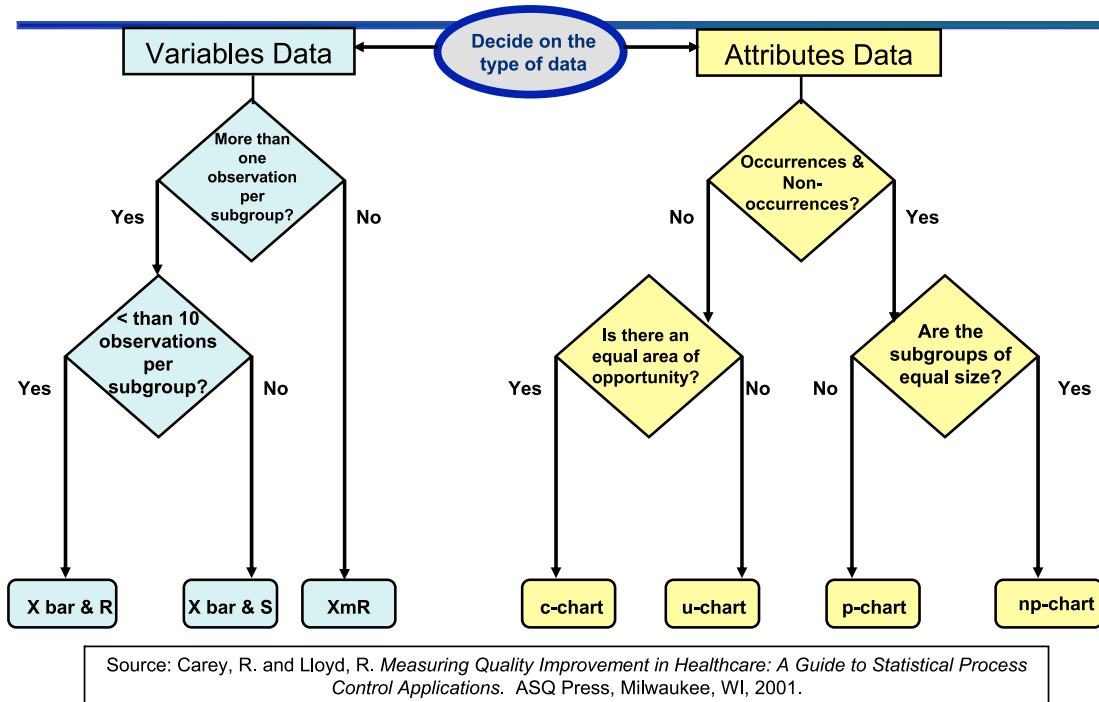 Variables Data
Decide on the
type of data
Attributes Data
More than
one
observation
per
subgroup?
Occurrences &
Non-
occurrences?
Yes
No
No
Yes
< than 10
observations
per
subgroup?
Is there an
equal area of
opportunity?
Are the
subgroups of
equal size?
Yes
No
Yes
No
No
Yes
X bar & R
X bar & S
XmR
c-chart
u-chart
p-chart
np-chart
Source: Carey, R. and Lloyd, R. Measuring Quality Improvement in Healthcare: A Guide to Statistical Process
Control Applications. ASQ Press, Milwaukee, WI, 2001.